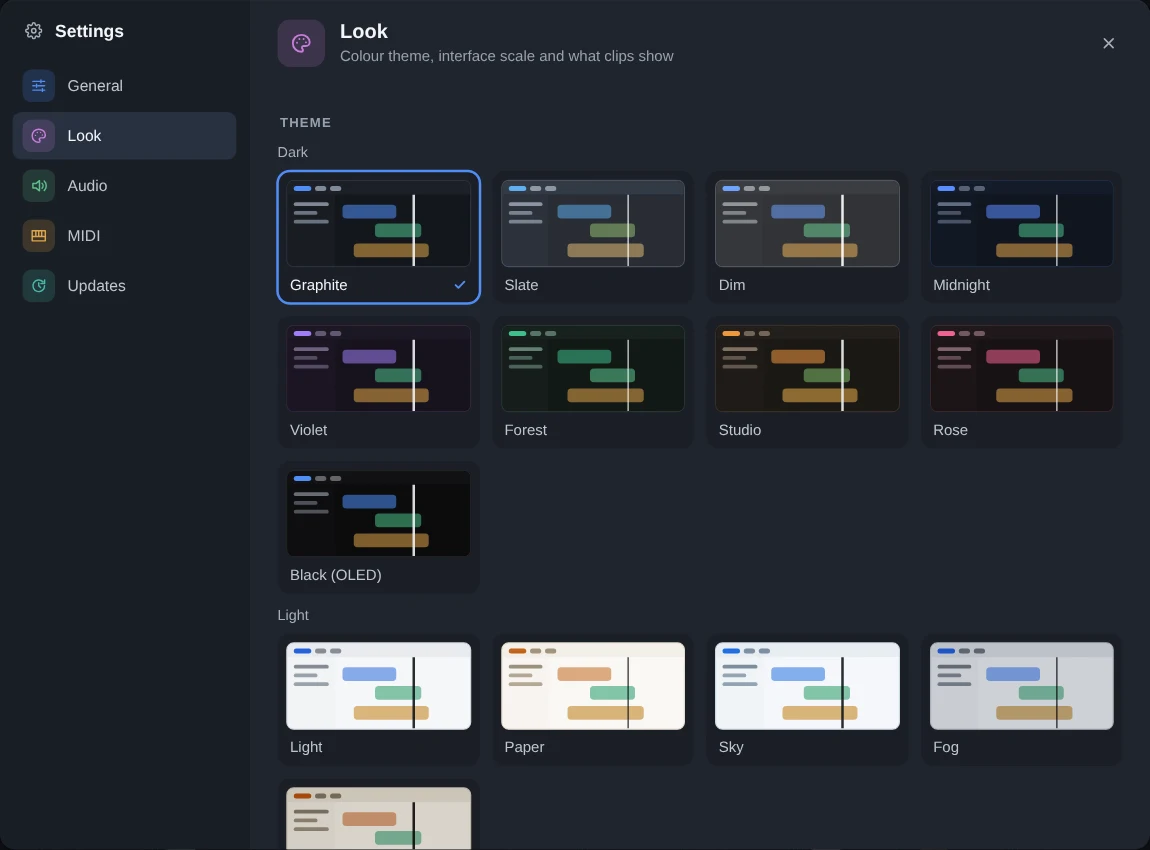 Settings
General
Look
Audio
MIDI
Updates
Look
Colour theme, interface scale and what clips show
THEME
Dark
Graphite
Slate
Dim
Midnight
Violet
Forest
Studio
Rose
Black (OLED)
Light
Light
Paper
Sky
Fog